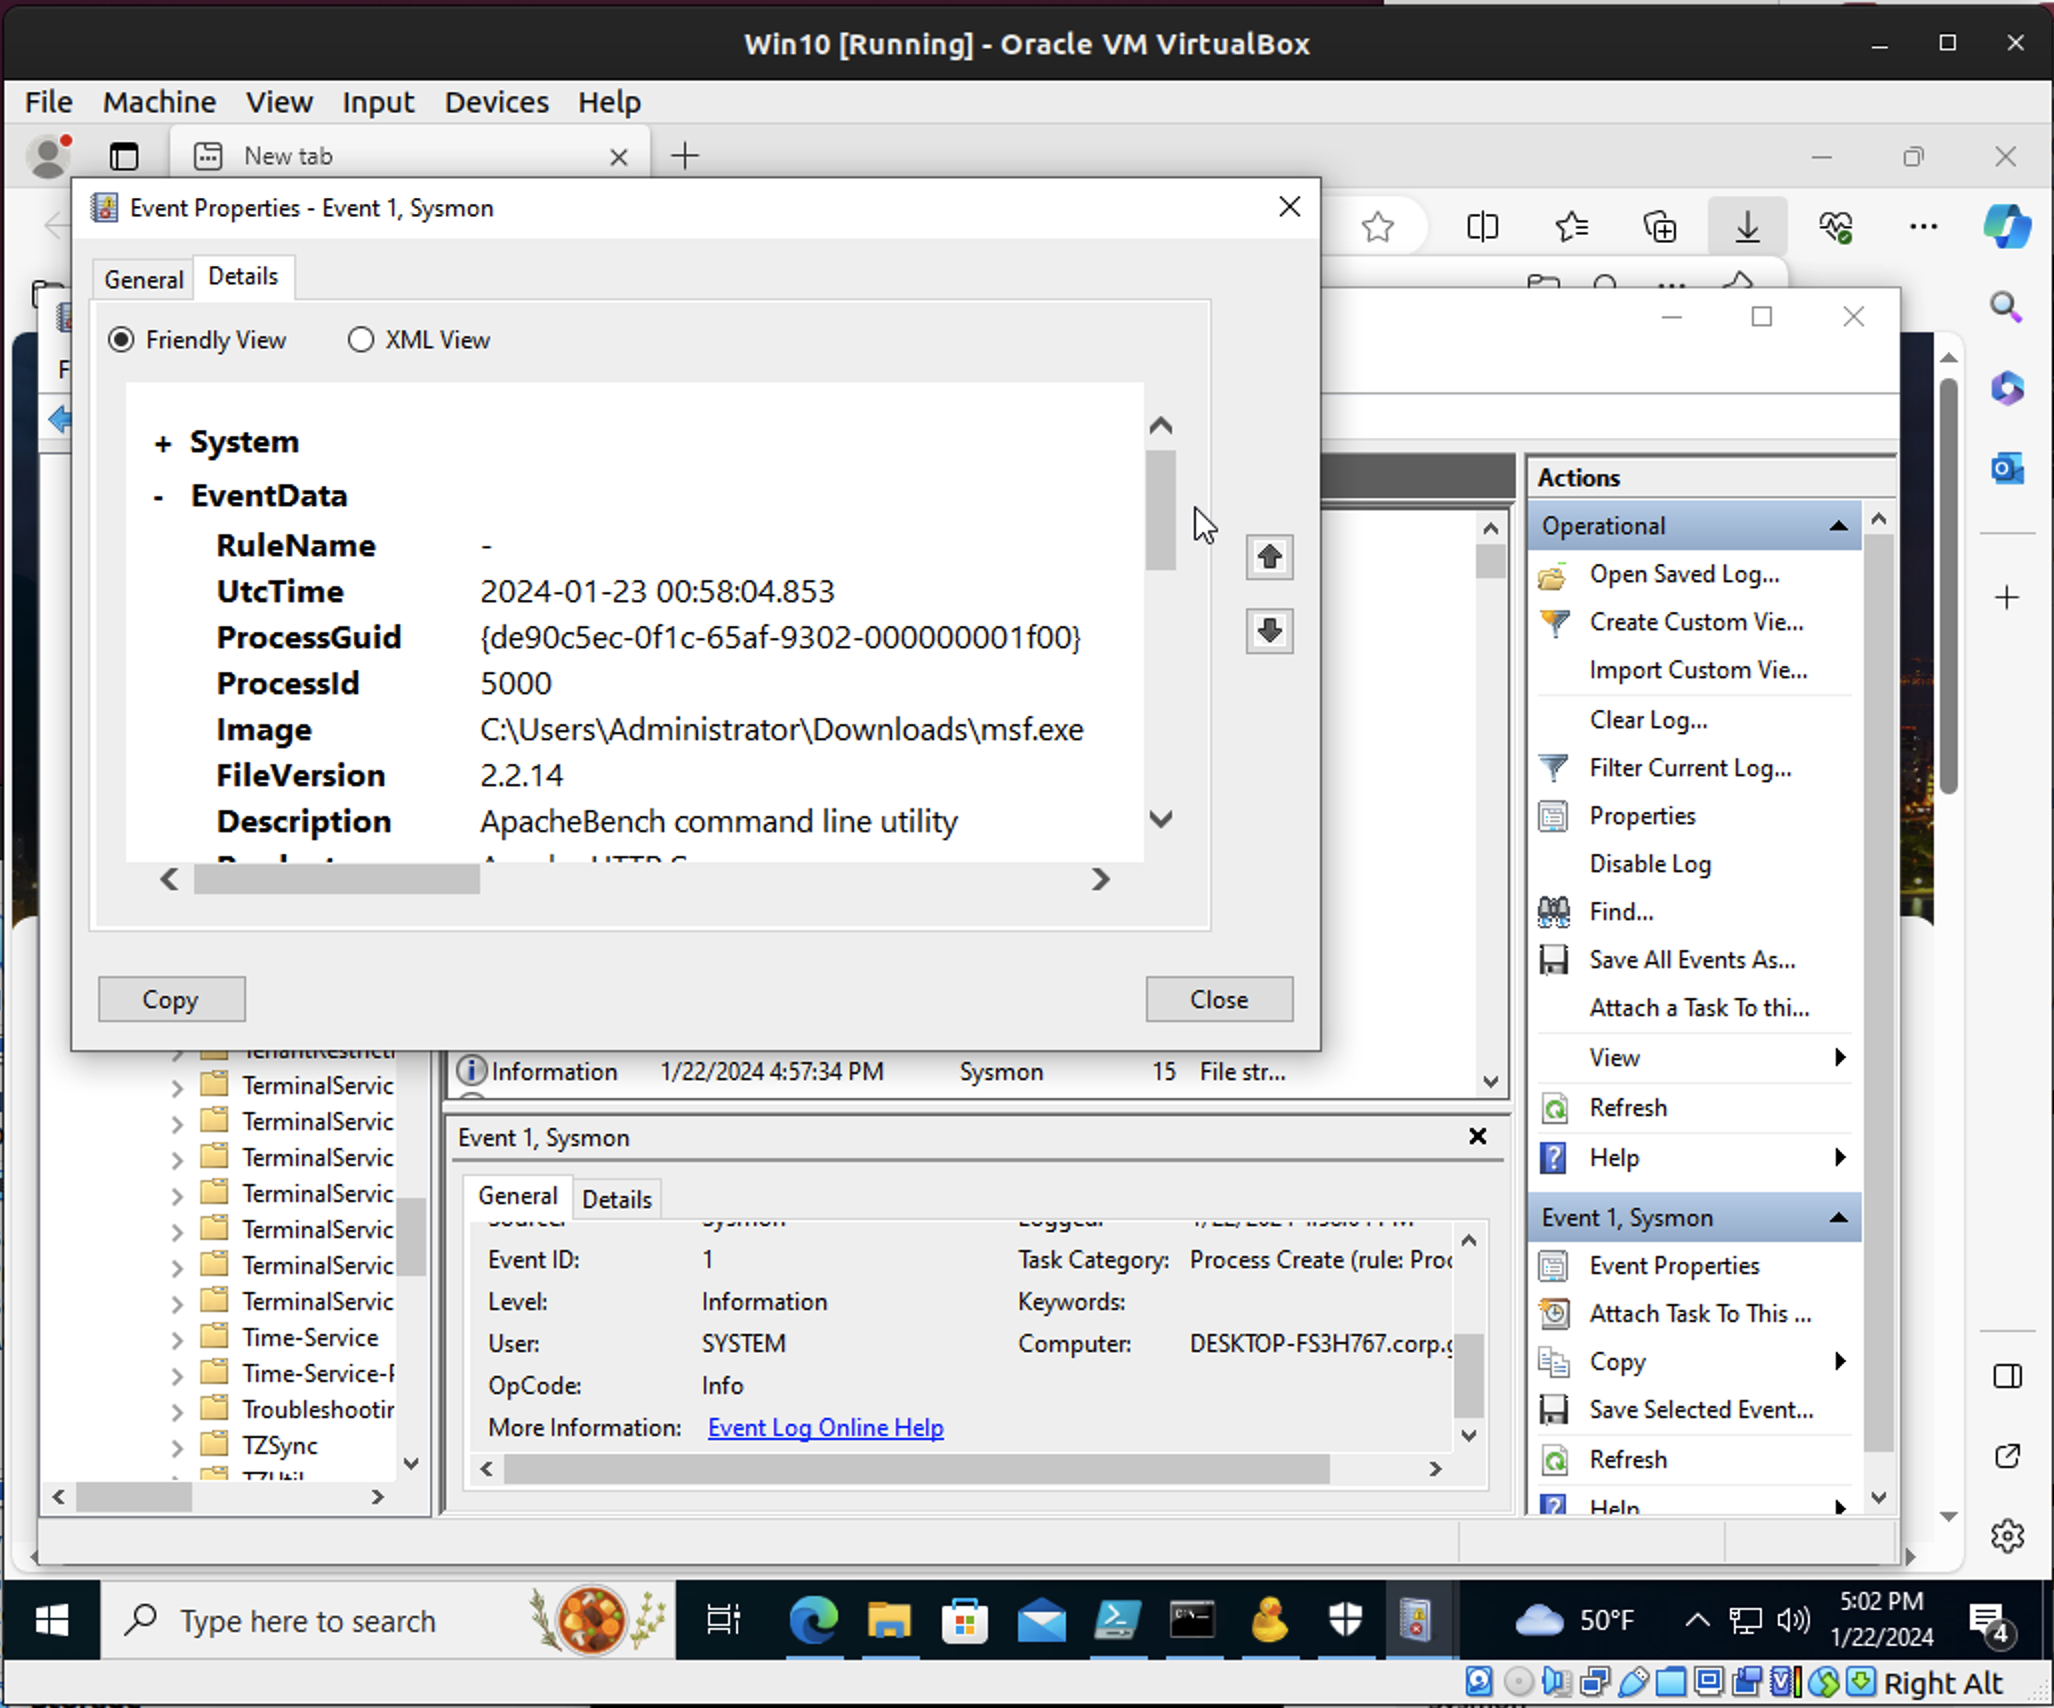 Win10 [Running] - Oracle VM VirtualBox
File Machine View Input Devices Help
New tab
Event Properties - Event 1, Sysmon
General Details
Friendly View XML View
+ System
- EventData
RuleName -
UtcTime 2024-01-23 00:58:04.853
ProcessGuid {de90c5ec-0f1c-65af-9302-000000001f00}
ProcessId 5000
Image C:\Users\Administrator\Downloads\msf.exe
FileVersion 2.2.14
Description ApacheBench command line utility
Copy Close
F
Actions
Operational
Open Saved Log...
Create Custom Vie...
Import Custom Vie...
Clear Log...
Filter Current Log...
Properties
Disable Log
Find...
Save All Events As...
Attach a Task To thi...
View
Refresh
Help
Event 1, Sysmon
Event Properties
Attach Task To This ...
Copy
Save Selected Event...
Refresh
Help
TerminalServic
TerminalServic
TerminalServic
TerminalServic
TerminalServic
TerminalServic
TerminalServic
Time-Service
Time-Service-
Troubleshootir
TZSync
Information 1/22/2024 4:57:34 PM Sysmon 15 File str...
Event 1, Sysmon
General Details
Event ID: 1 Task Category: Process Create (rule: Proc
Level: Information Keywords:
User: SYSTEM Computer: DESKTOP-FS3H767.corp.g
OpCode: Info
More Information: Event Log Online Help
Type here to search
50°F
5:02 PM
1/22/2024
4
Right Alt